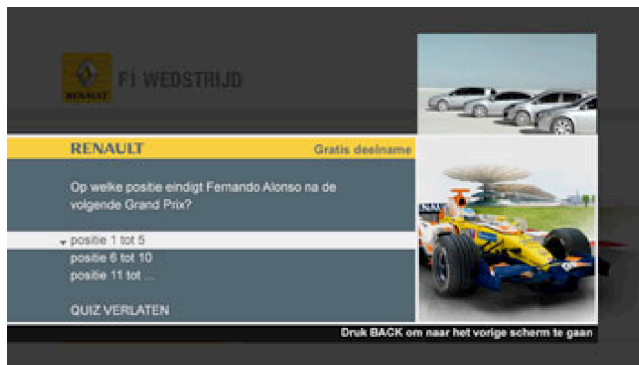 F1 WEDSTRIJD
RENAULT
RENAULT
Gratis deelname
Op welke positie eindigt Fernando Alonso na de
volgende Grand Prix?
positie 1 tot 5
positie 6 tot 10
positie 11 tot ...
QUIZ VERLATEN
Druk BACK om naar het vorige scherm te gaan